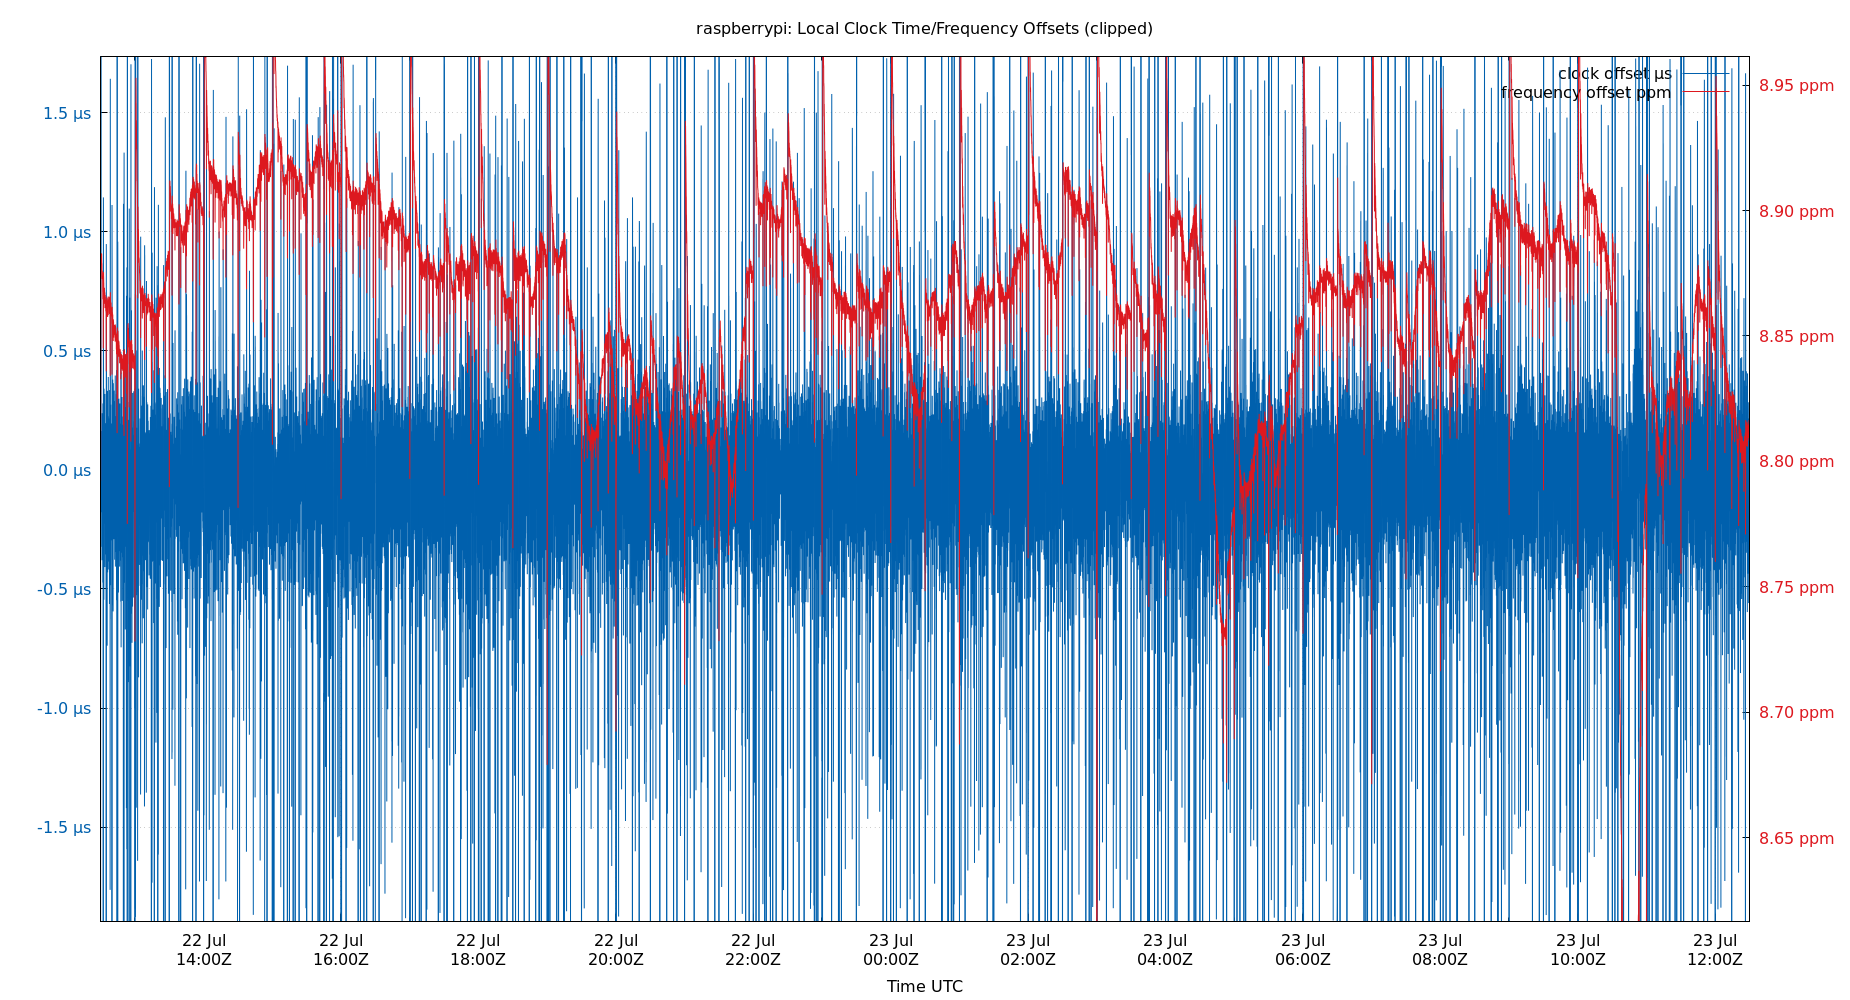 raspberrypi: Local Clock Time/Frequency Offsets (clipped)
clock offset µs
frequency offset ppm
1.5 µs
1.0 µs
0.5 µs
0.0 µs
-0.5 µs
-1.0 µs
-1.5 µs
8.95 ppm
8.90 ppm
8.85 ppm
8.80 ppm
8.75 ppm
8.70 ppm
8.65 ppm
22 Jul
14:00Z
22 Jul
16:00Z
22 Jul
18:00Z
22 Jul
20:00Z
22 Jul
22:00Z
23 Jul
00:00Z
23 Jul
02:00Z
23 Jul
04:00Z
23 Jul
06:00Z
23 Jul
08:00Z
23 Jul
10:00Z
23 Jul
12:00Z
Time UTC